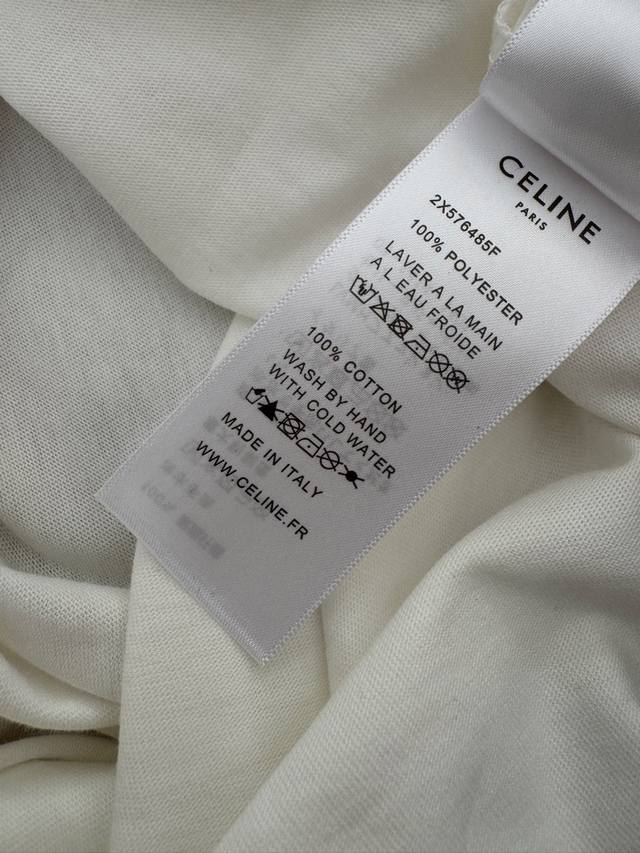 CELINE
PARIS
2X576485F
100% POLYESTER
LAVER A LA MAIN
A L EAU FROIDE
100% COTTON
WASH BY HAND
WITH COLD WATER
MADE IN ITALY
WWW.CELINE.FR